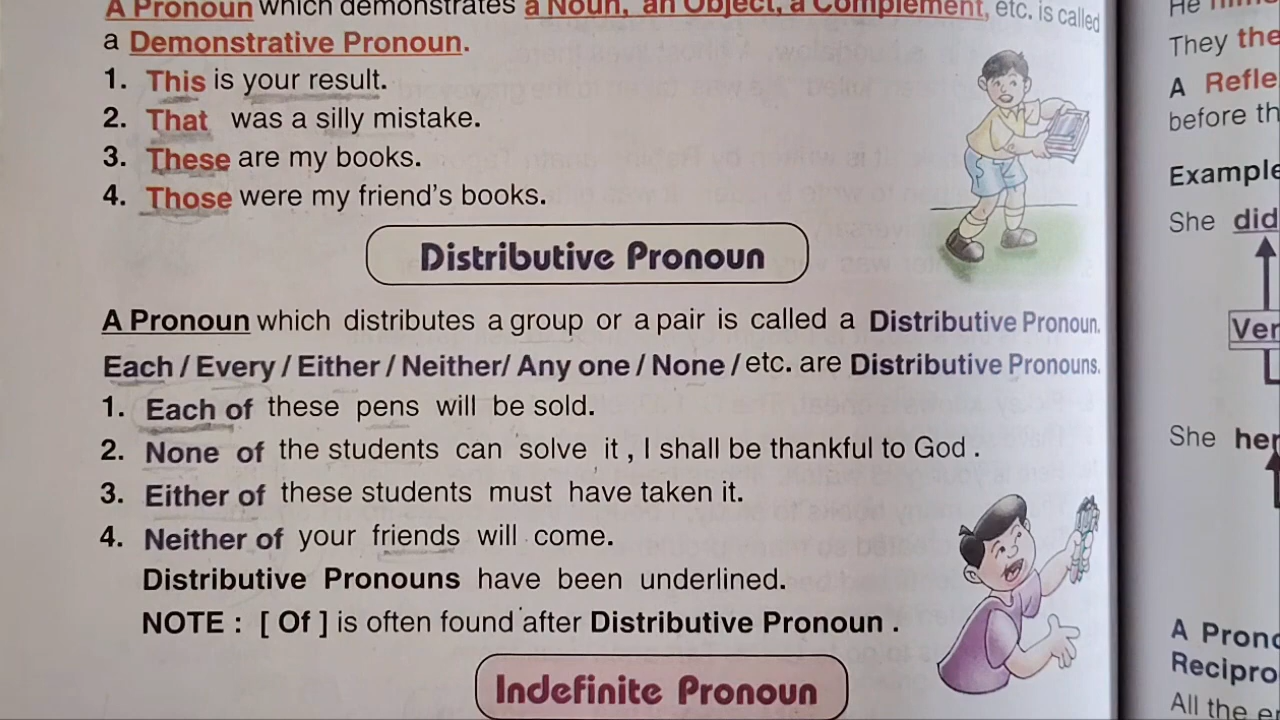 A Pronoun which demonstrates a Noun, an Object, a Complement, etc. is called
a Demonstrative Pronoun.
1. This is your result.
2. That was a silly mistake.
3. These are my books.
4. Those were my friend's books.
Distributive Pronoun
A Pronoun which distributes a group or a pair is called a Distributive Pronoun.
Each / Every / Either / Neither/ Any one / None / etc. are Distributive Pronouns.
1. Each of these pens will be sold.
2. None of the students can solve it , I shall be thankful to God .
3. Either of these students must have taken it.
4. Neither of your friends will come.
Distributive Pronouns have been underlined.
NOTE : [ Of ] is often found after Distributive Pronoun .
Indefinite Pronoun
He
They the
A Refle
before th
Example
She did
Ver
She her
A Prono
Recipro
All the e